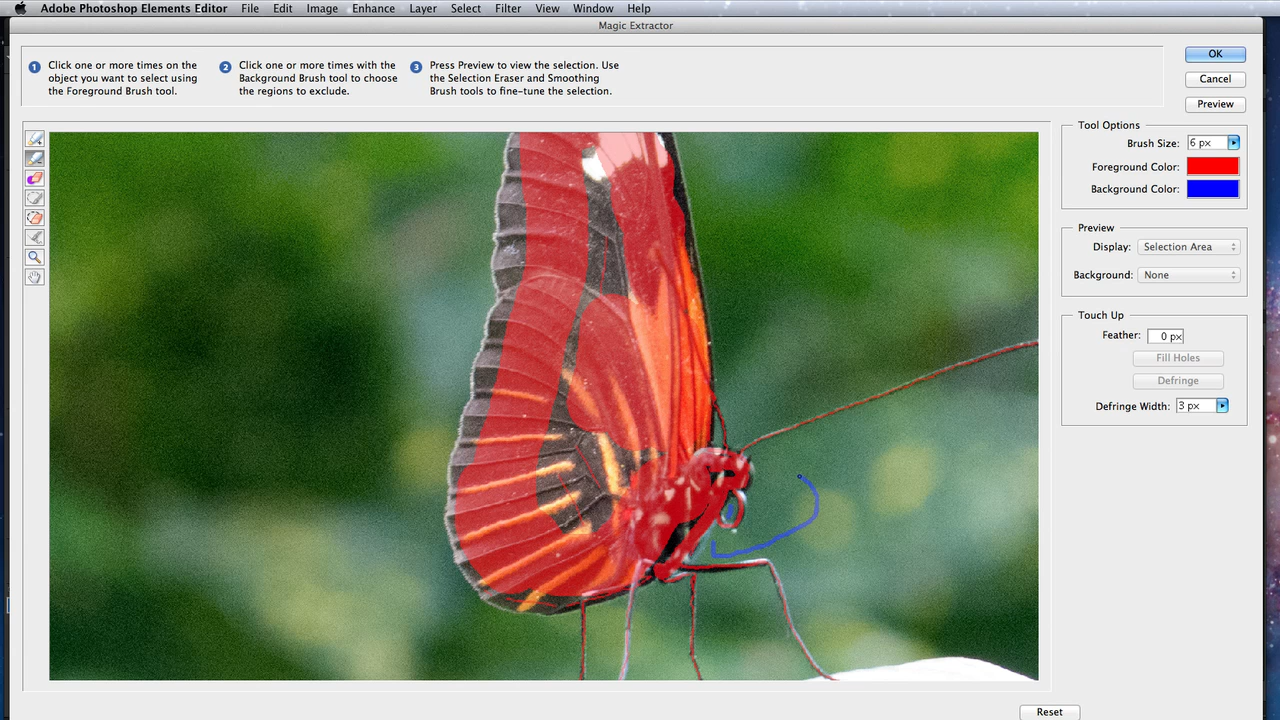 Adobe Photoshop Elements Editor File Edit Image Enhance Layer Select Filter View Window Help
Magic Extractor
1 Click one or more times on the
object you want to select using
the Foreground Brush tool.
2 Click one or more times with the
Background Brush tool to choose
the regions to exclude.
3 Press Preview to view the selection. Use
the Selection Eraser and Smoothing
Brush tools to fine-tune the selection.
OK
Cancel
Preview
Tool Options
Brush Size: 6 px
Foreground Color:
Background Color:
Preview
Display: Selection Area
Background: None
Touch Up
Feather: 0 px
Fill Holes
Defringe
Defringe Width: 3 px
Reset